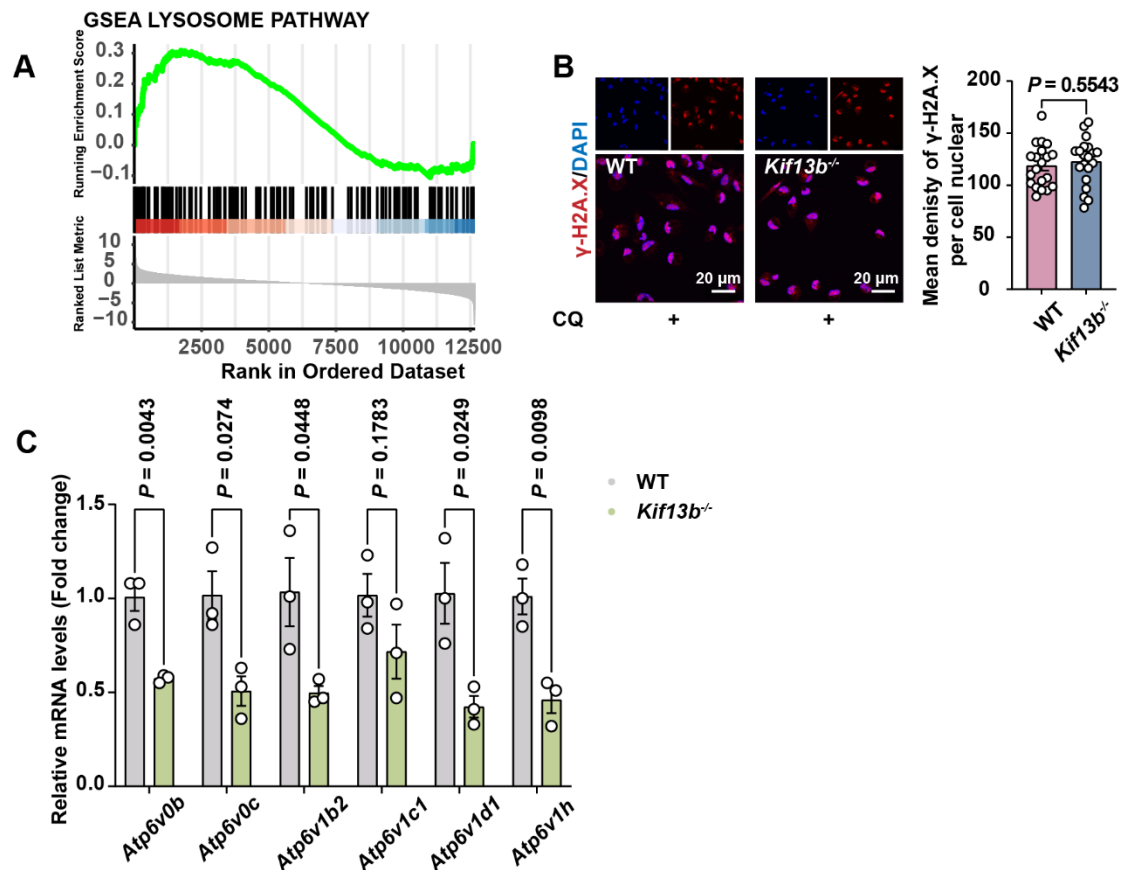 GSEA LYSOSOME PATHWAY
A
Running Enrichment Score
0.3
0.2
0.1
0.0
−0.1
Ranked List Metric
10
5
0
−5
−10
2500 5000 7500 10000 12500
Rank in Ordered Dataset
B
γ-H2A.X/DAPI
WT
20 μm
Kif13b-/-
20 μm
CQ + +
Mean denisty of γ-H2A.X
per cell nuclear
200
150
100
50
0
P = 0.5543
WT
Kif13b-/-
C
Relative mRNA levels (Fold change)
1.5
1.0
0.5
0.0
P = 0.0043
P = 0.0274
P = 0.0448
P = 0.1783
P = 0.0249
P = 0.0098
WT
Kif13b-/-
Atp6v0b
Atp6v0c
Atp6v1b2
Atp6v1c1
Atp6v1d1
Atp6v1h